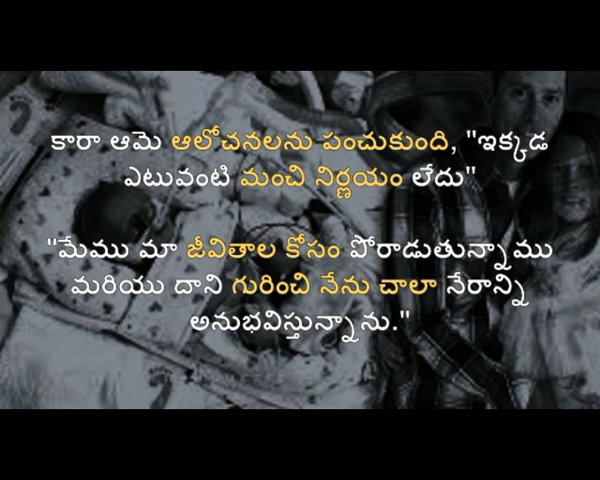 కారా ఆమె ఆలోచనలను పంచుకుంది, "ఇక్కడ
ఎటువంటి మంచి నిర్ణయం లేదు"
"మేము మా జీవితాల కోసం పోరాడుతున్నాము
మరియు దాని గురించి నేను చాలా నేరాన్ని
అనుభవిస్తున్నాను."